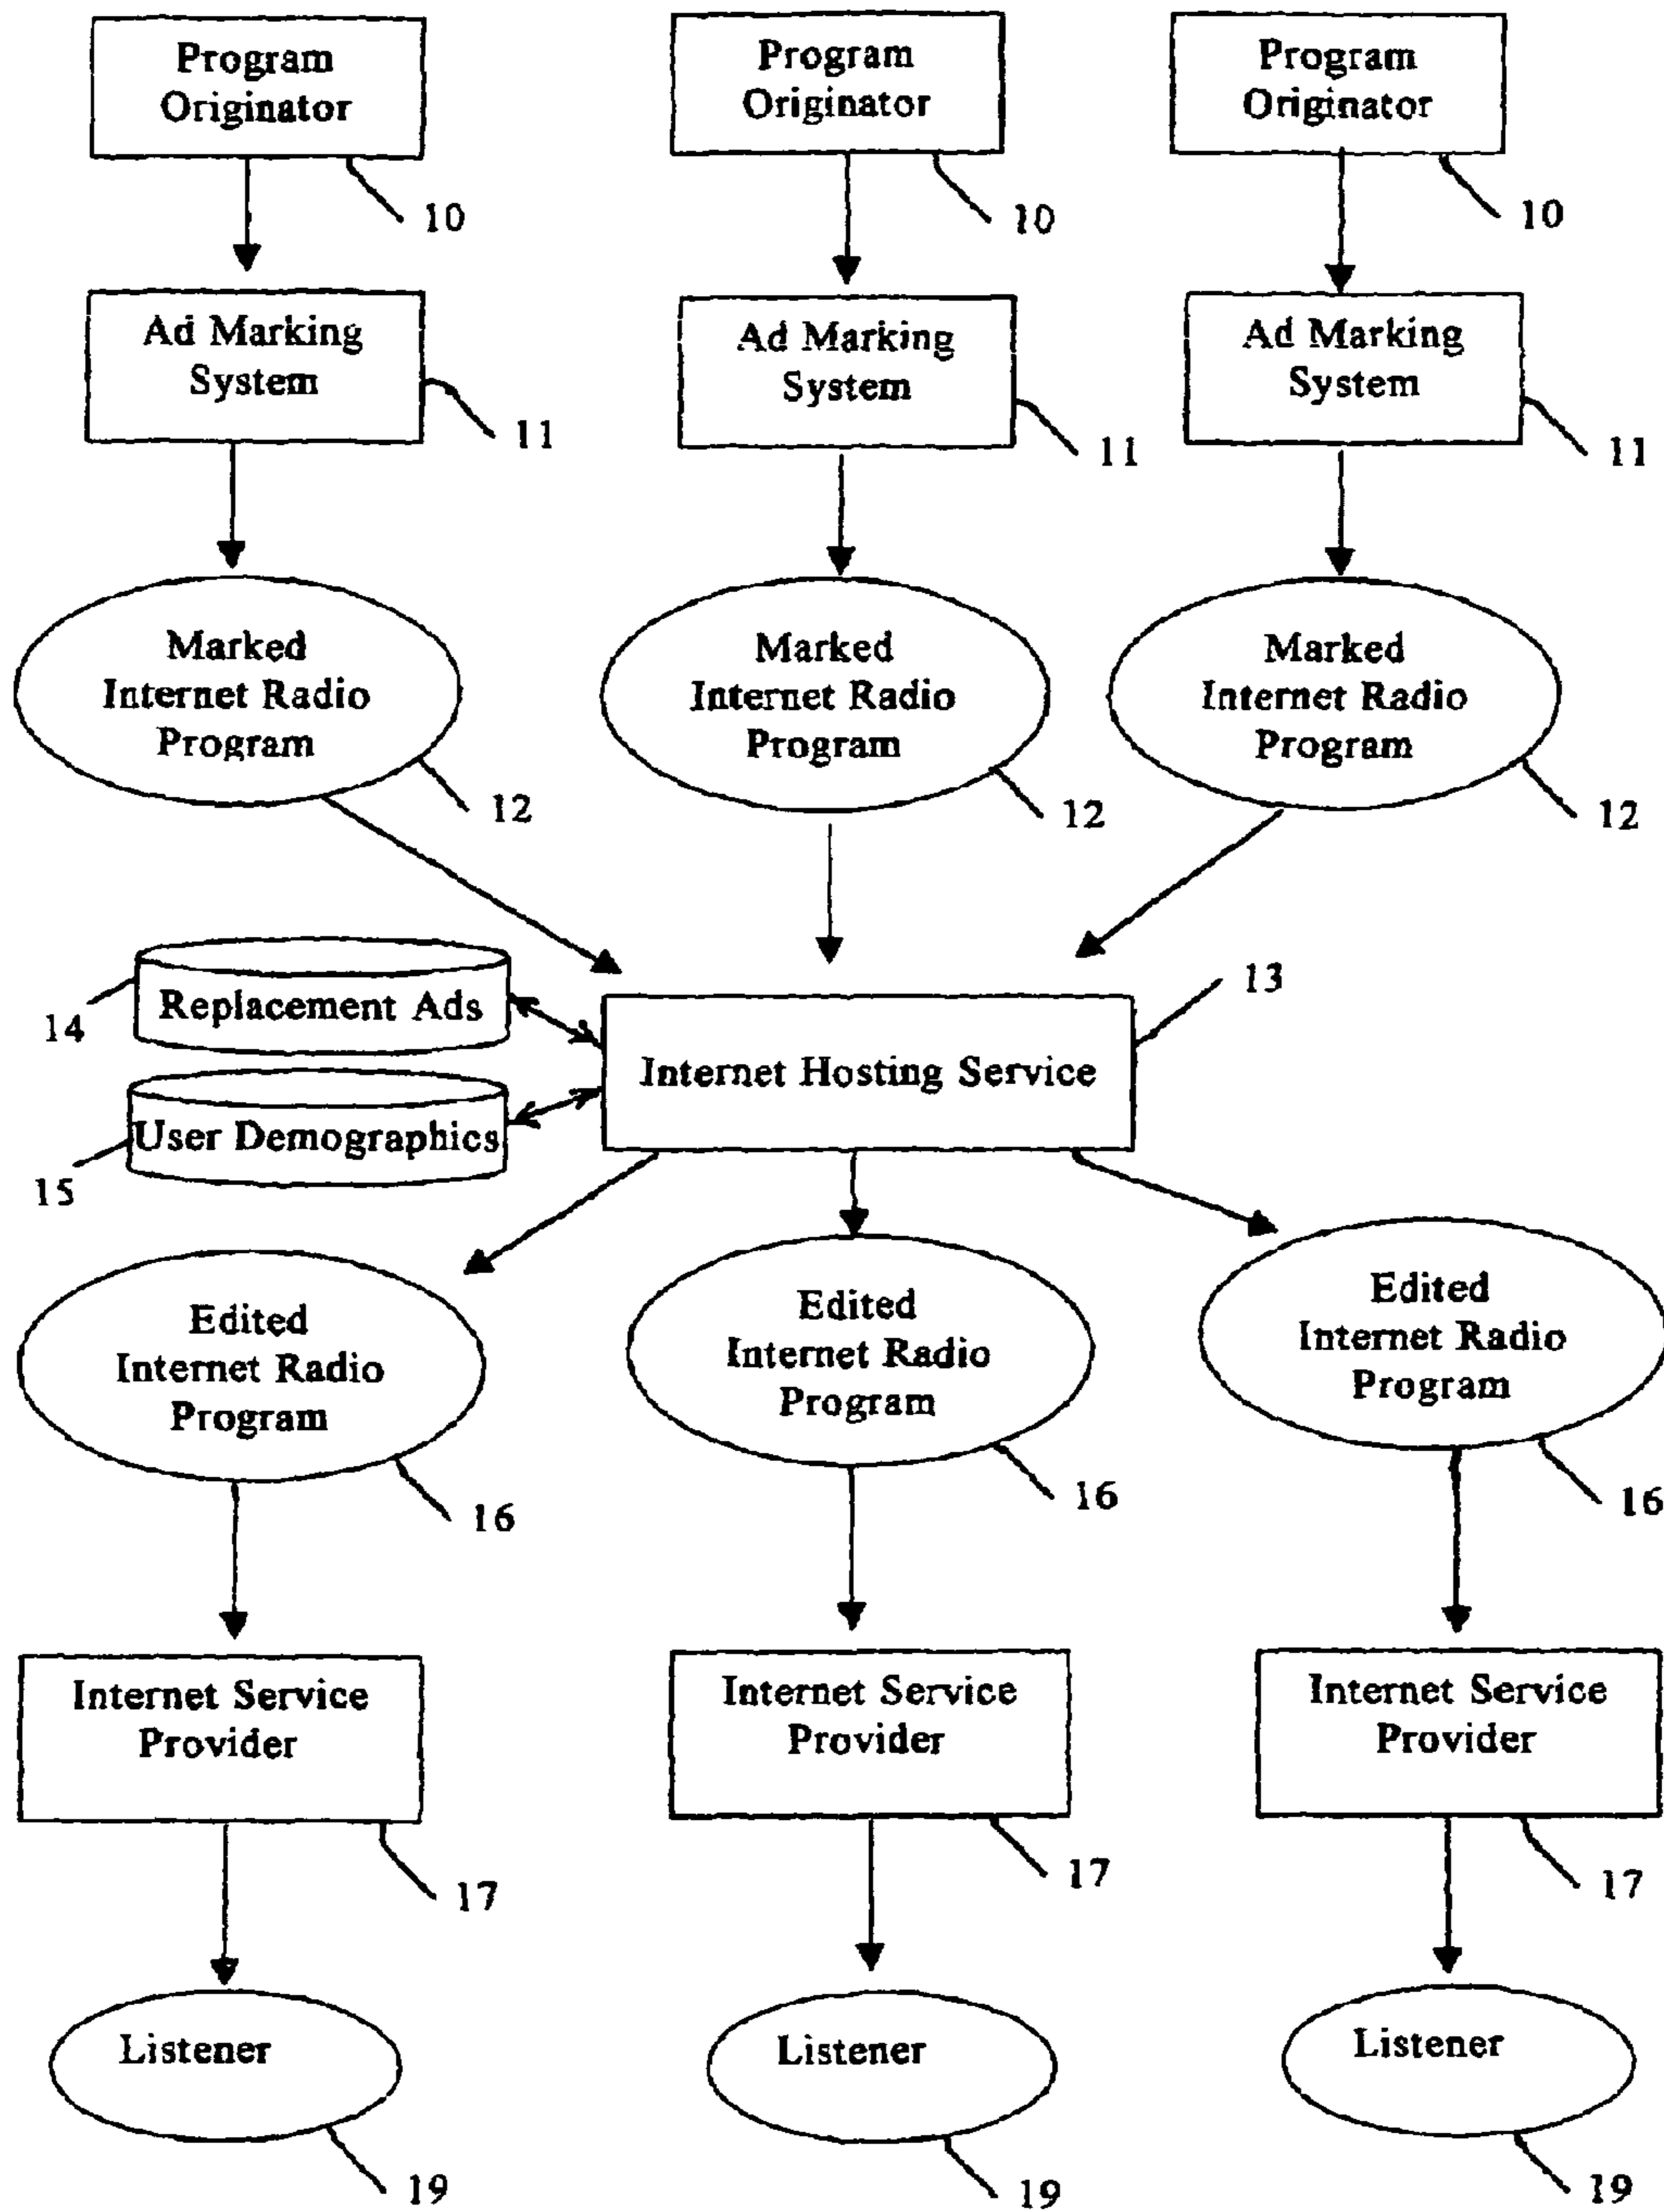 Program
Originator
10
Program
Originator
10
Program
Originator
10
Ad Marking
System
11
Ad Marking
System
11
Ad Marking
System
11
Marked
Internet Radio
Program
12
Marked
Internet Radio
Program
12
Marked
Internet Radio
Program
12
Replacement Ads
14
User Demographics
15
Internet Hosting Service
13
Edited
Internet Radio
Program
16
Edited
Internet Radio
Program
16
Edited
Internet Radio
Program
16
Internet Service
Provider
17
Internet Service
Provider
17
Internet Service
Provider
17
Listener
19
Listener
19
Listener
19